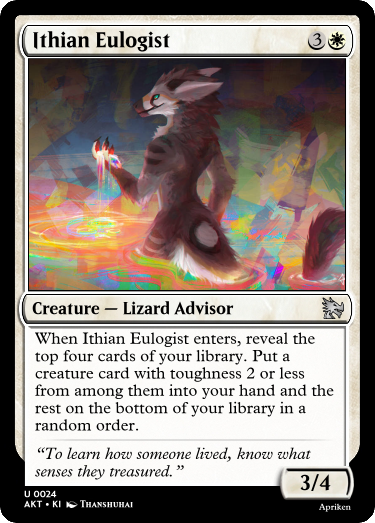 Ithian Eulogist 3
Creature — Lizard Advisor
When Ithian Eulogist enters, reveal the
top four cards of your library. Put a
creature card with toughness 2 or less
from among them into your hand and the
rest on the bottom of your library in a
random order.
“To learn how someone lived, know what
senses they treasured.”
3/4
U 0024
AKT • KI Thanshuhai
Apriken